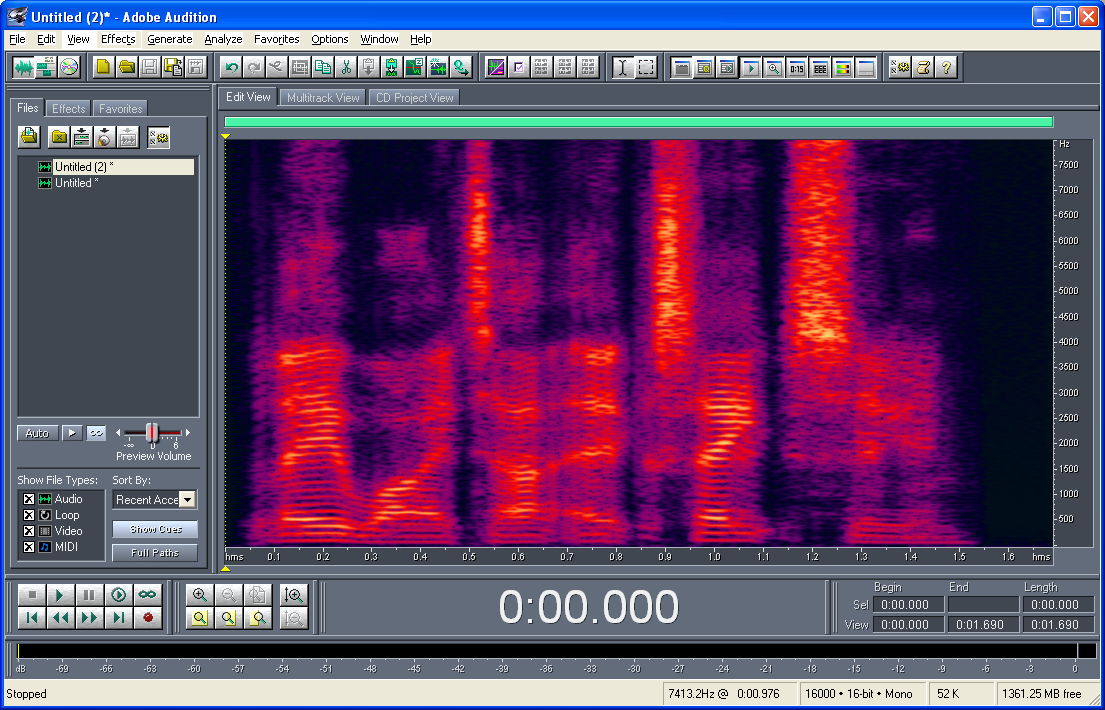 Untitled (2)* - Adobe Audition
File Edit View Effects Generate Analyze Favorites Options Window Help
Files Effects Favorites
Edit View Multitrack View CD Project View
Untitled (2) *
Untitled *
Hz
7500
7000
6500
6000
5500
5000
4500
4000
3500
3000
2500
2000
1500
1000
500
hms 0.1 0.2 0.3 0.4 0.5 0.6 0.7 0.8 0.9 1.0 1.1 1.2 1.3 1.4 1.5 1.6 hms
Auto
-∞ 0 6
Preview Volume
Show File Types: Sort By:
Audio
Recent Acce
Loop
Video
Show Cues
MIDI
Full Paths
0:00.000
Begin End Length
Sel 0:00.000 0:00.000
View 0:00.000 0:01.690 0:01.690
dB -69 -66 -63 -60 -57 -54 -51 -48 -45 -42 -39 -36 -33 -30 -27 -24 -21 -18 -15 -12 -9 -6 -3 0
Stopped 7413.2Hz @ 0:00.976 16000 • 16-bit • Mono 52 K 1361.25 MB free